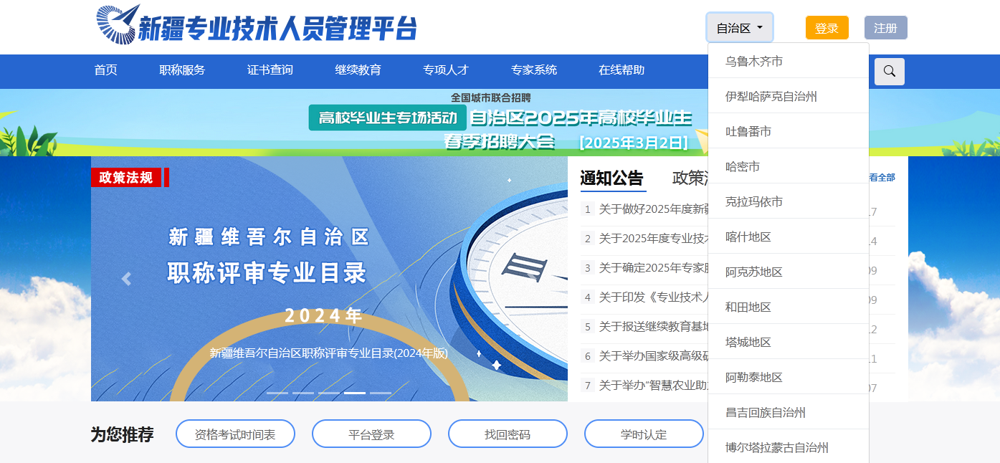 新疆专业技术人员管理平台
自治区
登录
注册
首页
职称服务
证书查询
继续教育
专项人才
专家系统
在线帮助
全国城市联合招聘
高校毕业生专场活动
自治区2025年高校毕业生
春季招聘大会
[2025年3月2日]
乌鲁木齐市
伊犁哈萨克自治州
吐鲁番市
哈密市
克拉玛依市
喀什地区
阿克苏地区
和田地区
塔城地区
阿勒泰地区
昌吉回族自治州
博尔塔拉蒙古自治州
政策法规
新疆维吾尔自治区
职称评审专业目录
2024年
新疆维吾尔自治区职称评审专业目录(2024年版)
通知公告
政策
看全部
1 关于做好2025年度新疆
2 关于2025年度专业技
3 关于确定2025年专家
4 关于印发《专业技术人
5 关于报送继续教育基
6 关于举办国家级高级
7 关于举办“智慧农业助
为您推荐
资格考试时间表
平台登录
找回密码
学时认定